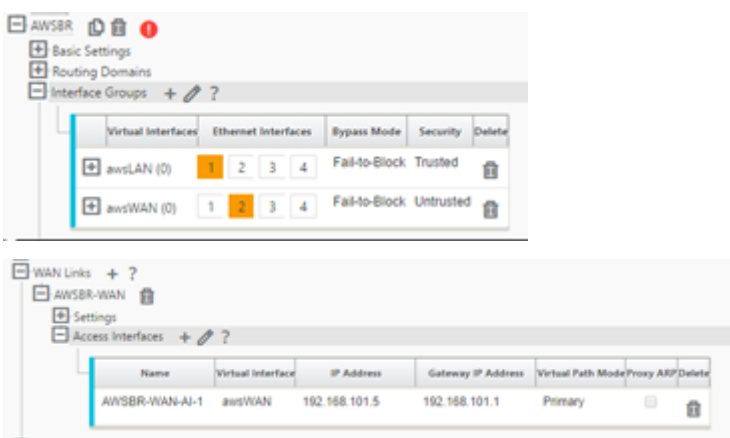 AWSBR
Basic Settings
Routing Domains
Interface Groups + ?
Virtual Interfaces Ethernet Interfaces Bypass Mode Security Delete
awsLAN (0) 1 2 3 4 Fail-to-Block Trusted
awsWAN (0) 1 2 3 4 Fail-to-Block Untrusted
WAN Links + ?
AWSBR-WAN
Settings
Access Interfaces + ?
Name Virtual Interface IP Address Gateway IP Address Virtual Path Mode Proxy ARP Delete
AWSBR-WAN-AI-1 awsWAN 192.168.101.5 192.168.101.1 Primary